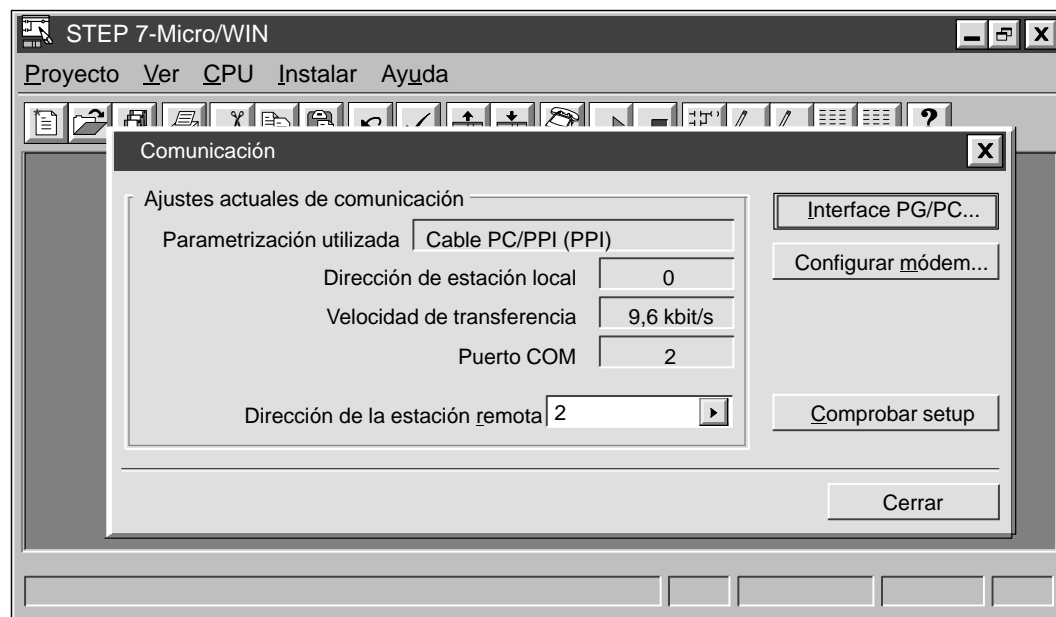 STEP 7-Micro/WIN
Proyecto Ver CPU Instalar Ayuda
?
Comunicación
Ajustes actuales de comunicación
Interface PG/PC...
Parametrización utilizada Cable PC/PPI (PPI)
Configurar módem...
Dirección de estación local 0
Velocidad de transferencia 9,6 kbit/s
Puerto COM 2
Dirección de la estación remota 2
Comprobar setup
Cerrar